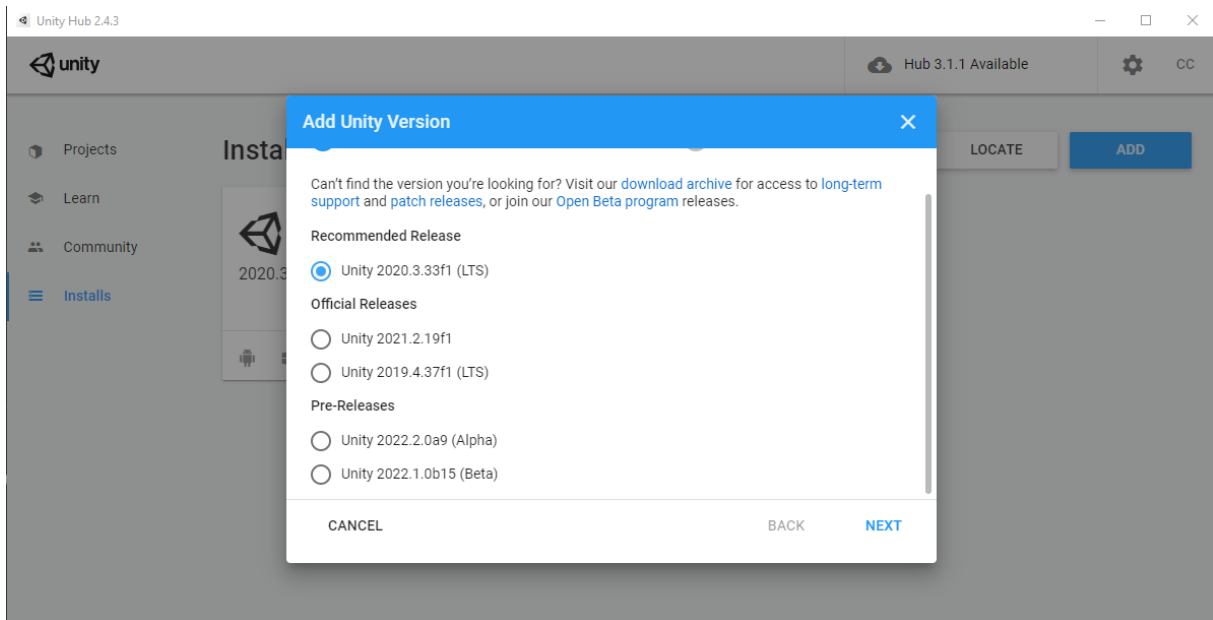 Unity Hub 2.4.3
unity
Hub 3.1.1 Available
CC
Projects
Learn
Community
Installs
Insta
LOCATE
ADD
2020.3
Add Unity Version
Can't find the version you're looking for? Visit our download archive for access to long-term
support and patch releases, or join our Open Beta program releases.
Recommended Release
Unity 2020.3.33f1 (LTS)
Official Releases
Unity 2021.2.19f1
Unity 2019.4.37f1 (LTS)
Pre-Releases
Unity 2022.2.0a9 (Alpha)
Unity 2022.1.0b15 (Beta)
CANCEL
BACK
NEXT